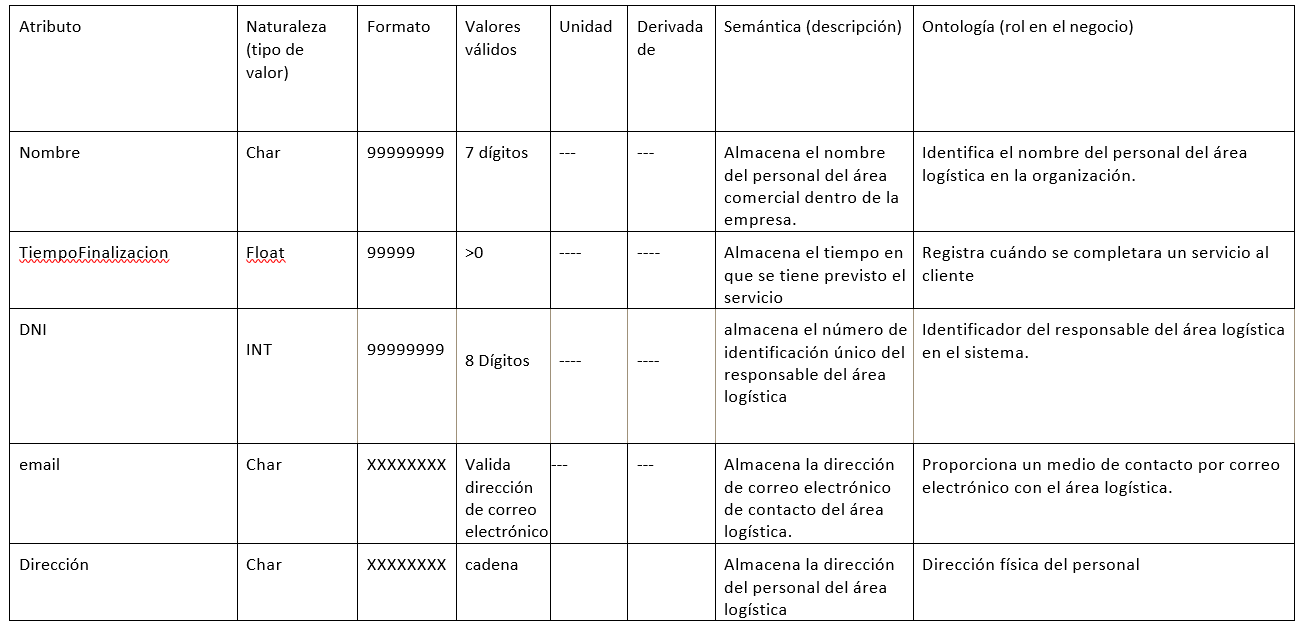 Atributo
Naturaleza
(tipo de
valor)
Formato
Valores
válidos
Unidad
Derivada
de
Semántica (descripción)
Ontología (rol en el negocio)
Nombre
Char
99999999
7 dígitos
---
---
Almacena el nombre
del personal del área
comercial dentro de la
empresa.
Identifica el nombre del personal del área
logística en la organización.
TiempoFinalizacion
Float
99999
>0
----
----
Almacena el tiempo en
que se tiene previsto el
servicio
Registra cuándo se completara un servicio al
cliente
DNI
INT
99999999
8 Dígitos
----
----
almacena el número de
identificación único del
responsable del área
logística
Identificador del responsable del área logística
en el sistema.
email
Char
XXXXXXXX
Valida
dirección
de correo
electrónico
---
---
Almacena la dirección
de correo electrónico
de contacto del área
logística.
Proporciona un medio de contacto por correo
electrónico con el área logística.
Dirección
Char
XXXXXXXX
cadena
Almacena la dirección
del personal del área
logística
Dirección física del personal